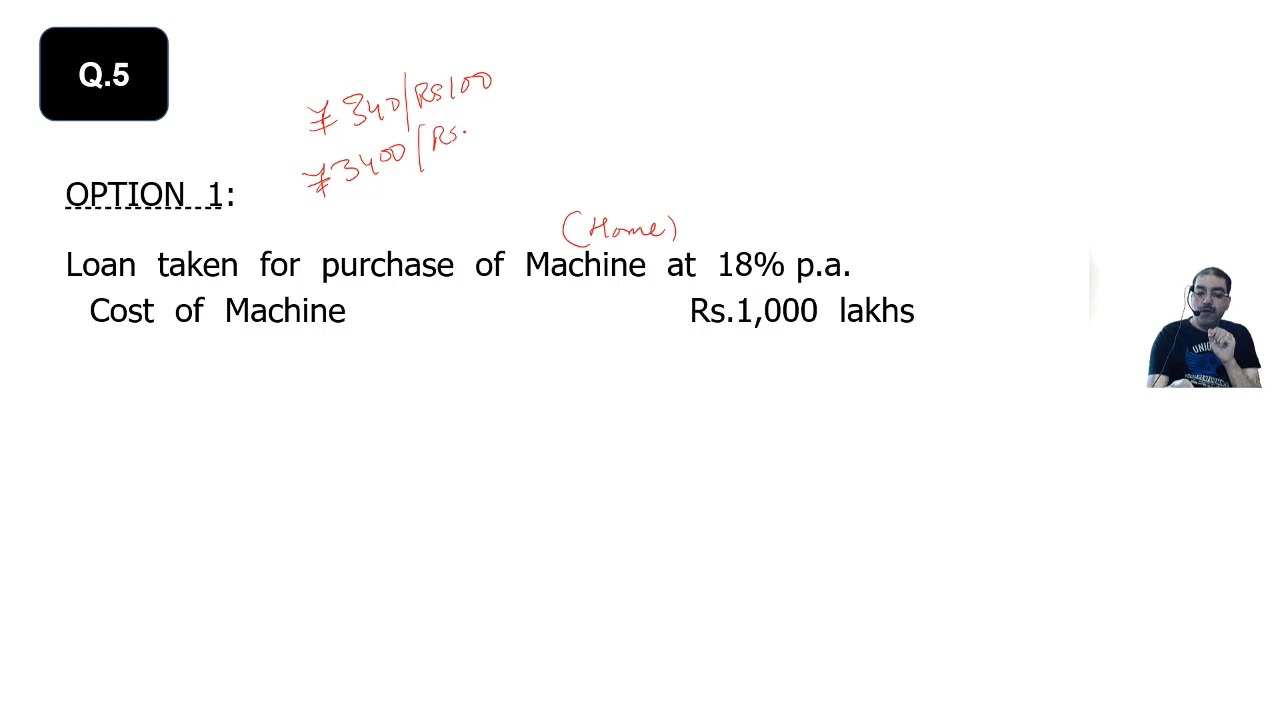 Q.5
¥ 340/Rs100
¥3400/Rs.
OPTION 1:
(Home)
Loan taken for purchase of Machine at 18% p.a.
Cost of Machine Rs.1,000 lakhs